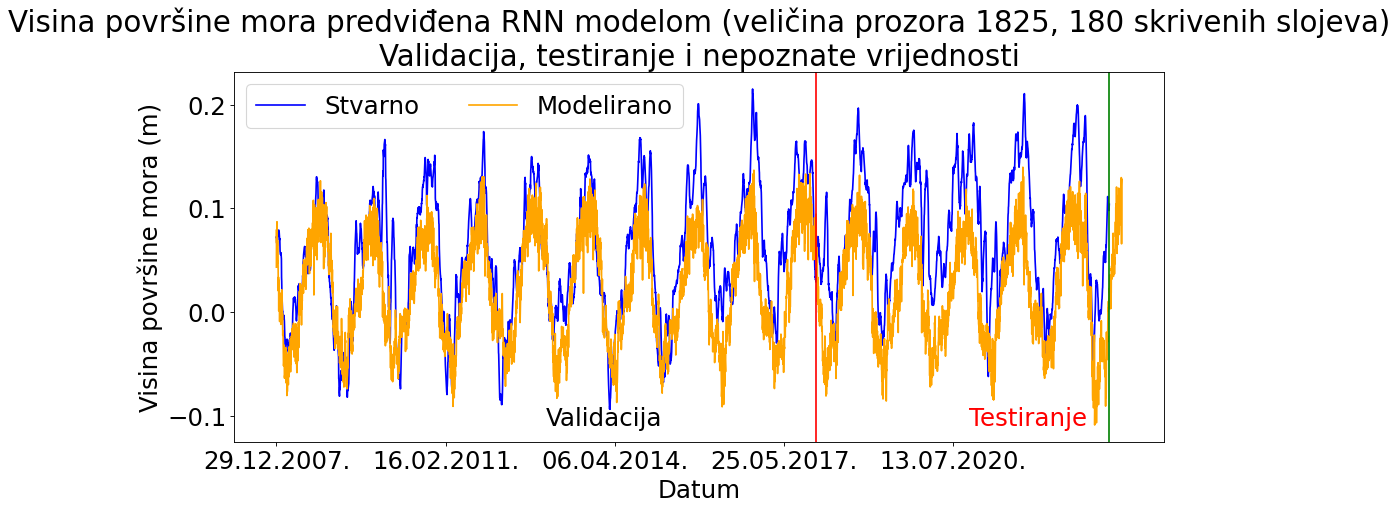 Visina površine mora predviđena RNN modelom (veličina prozora 1825, 180 skrivenih slojeva)
Validacija, testiranje i nepoznate vrijednosti
Stvarno Modelirano
Visina površine mora (m)
0.2
0.1
0.0
−0.1
Validacija
Testiranje
29.12.2007. 16.02.2011. 06.04.2014. 25.05.2017. 13.07.2020.
Datum